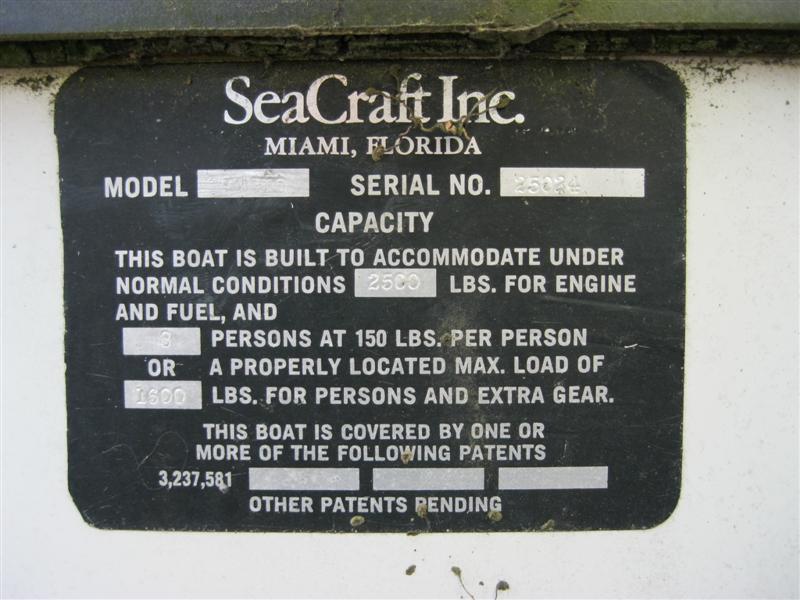 SeaCraft Inc.
MIAMI, FLORIDA
MODEL SERIAL NO. 25024
CAPACITY
THIS BOAT IS BUILT TO ACCOMMODATE UNDER
NORMAL CONDITIONS 2500 LBS. FOR ENGINE
AND FUEL, AND
PERSONS AT 150 LBS. PER PERSON
OR A PROPERLY LOCATED MAX. LOAD OF
1600 LBS. FOR PERSONS AND EXTRA GEAR.
THIS BOAT IS COVERED BY ONE OR
MORE OF THE FOLLOWING PATENTS
3,237,581
OTHER PATENTS PENDING